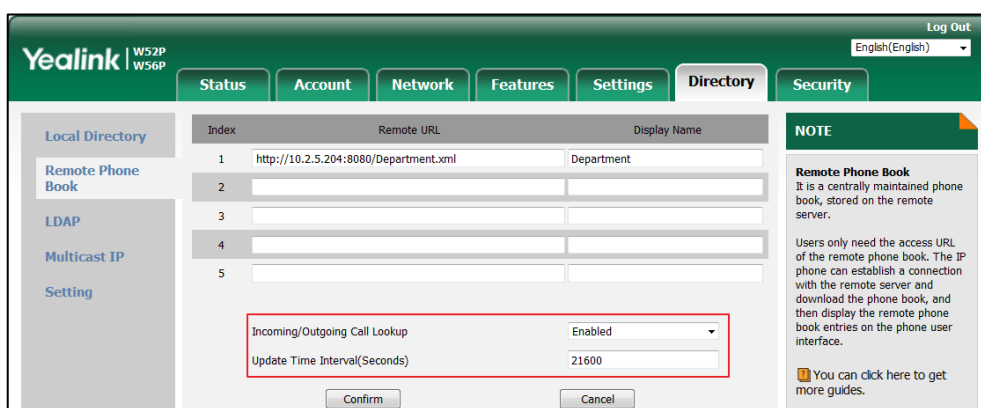 Log Out
Yealink W52P W56P
English(English)
Status Account Network Features Settings Directory Security
Local Directory
Remote Phone
Book
LDAP
Multicast IP
Setting
Index Remote URL Display Name
1 http://10.2.5.204:8080/Department.xml Department
2
3
4
5
Incoming/Outgoing Call Lookup Enabled
Update Time Interval(Seconds) 21600
Confirm Cancel
NOTE
Remote Phone Book
It is a centrally maintained phone
book, stored on the remote
server.
Users only need the access URL
of the remote phone book. The IP
phone can establish a connection
with the remote server and
download the phone book, and
then display the remote phone
book entries on the phone user
interface.
You can click here to get
more guides.